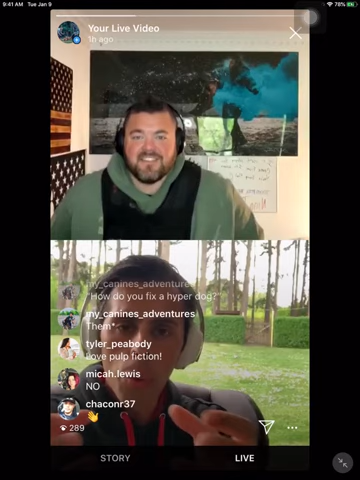 9:41 AM Tue Jan 9
78%
Your Live Video
1h ago
my_canines_adventures
"How do you fix a hyper dog?"
my_canines_adventures
Them*
tyler_peabody
Love pulp fiction!
micah.lewis
NO
chaconr37
👋
289
STORY
LIVE